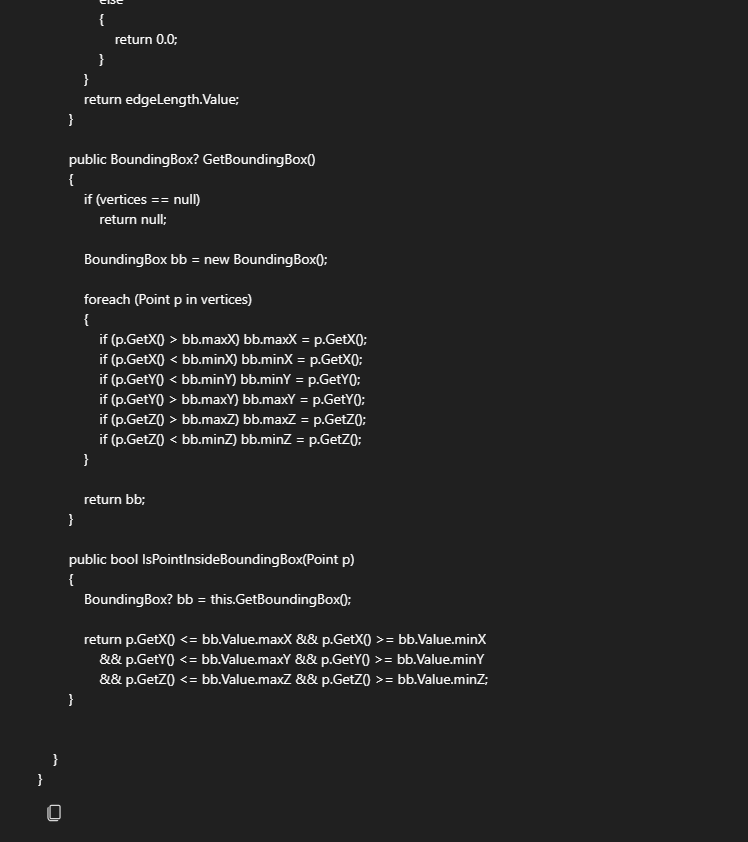 else
{
return 0.0;
}
}
return edgeLength.Value;
}
public BoundingBox? GetBoundingBox()
{
if (vertices == null)
return null;
BoundingBox bb = new BoundingBox();
foreach (Point p in vertices)
{
if (p.GetX() > bb.maxX) bb.maxX = p.GetX();
if (p.GetX() < bb.minX) bb.minX = p.GetX();
if (p.GetY() < bb.minY) bb.minY = p.GetY();
if (p.GetY() > bb.maxY) bb.maxY = p.GetY();
if (p.GetZ() > bb.maxZ) bb.maxZ = p.GetZ();
if (p.GetZ() < bb.minZ) bb.minZ = p.GetZ();
}
return bb;
}
public bool IsPointInsideBoundingBox(Point p)
{
BoundingBox? bb = this.GetBoundingBox();
return p.GetX() <= bb.Value.maxX && p.GetX() >= bb.Value.minX
&& p.GetY() <= bb.Value.maxY && p.GetY() >= bb.Value.minY
&& p.GetZ() <= bb.Value.maxZ && p.GetZ() >= bb.Value.minZ;
}
}
}